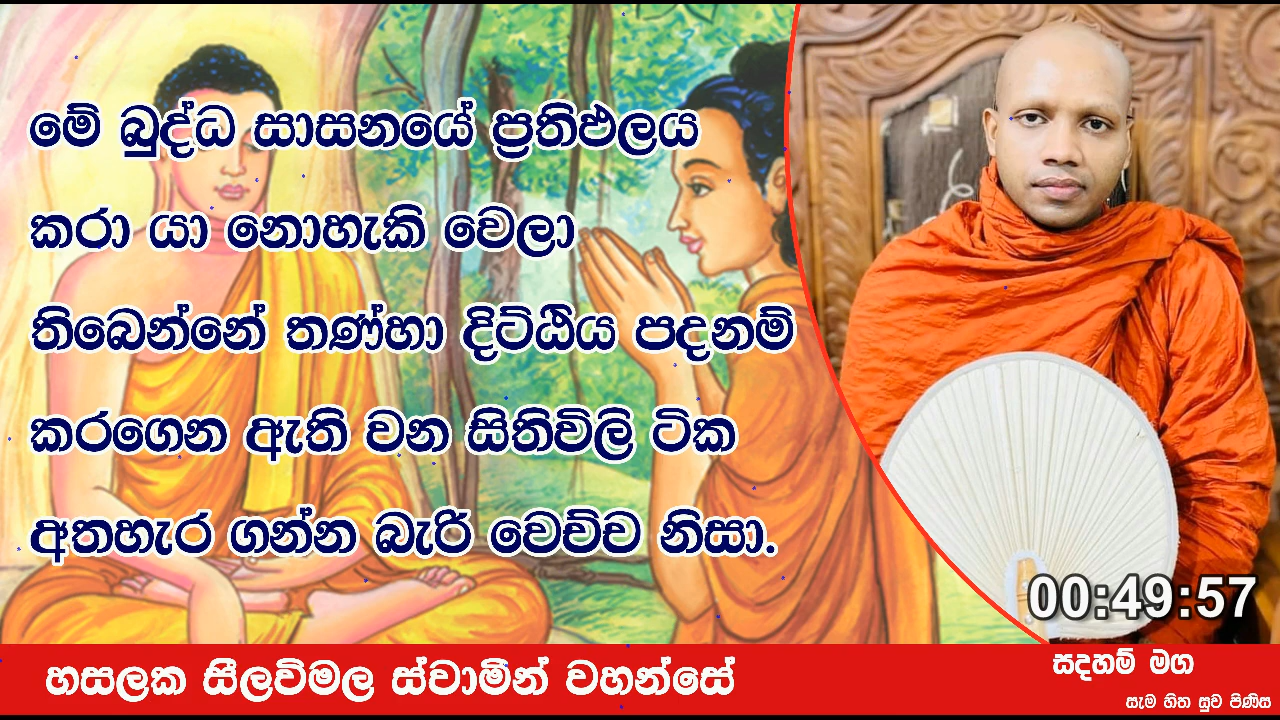 මේ බුද්ධ සාසනයේ ප්‍රතිඵලය
කරා යා නොහැකි වෙලා
තිබෙන්නේ තණ්හා දිට්ඨිය පදනම්
කරගෙන ඇති වන සිතිවිලි ටික
අතහැර ගන්න බැරි වෙච්ච නිසා.
00:49:57
හසලක සීලවිමල ස්වාමීන් වහන්සේ
සදහම් මග
සැම හිත සුව පිණිස